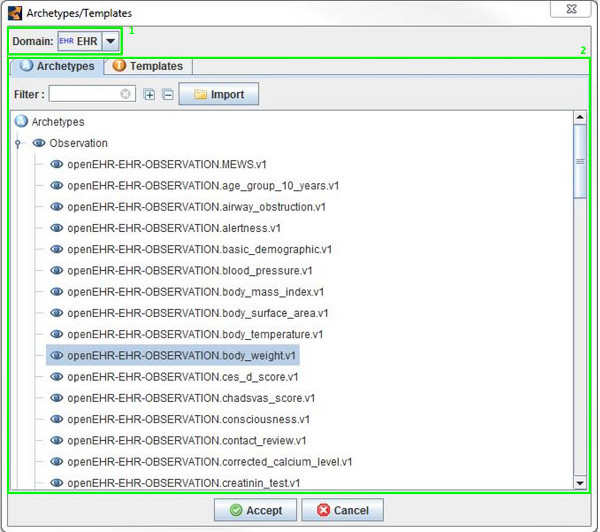 Archetypes/Templates
Domain: EHR EHR 1
2
Archetypes Templates
Filter : Import
Archetypes
Observation
openEHR-EHR-OBSERVATION.MEWS.v1
openEHR-EHR-OBSERVATION.age_group_10_years.v1
openEHR-EHR-OBSERVATION.airway_obstruction.v1
openEHR-EHR-OBSERVATION.alertness.v1
openEHR-EHR-OBSERVATION.basic_demographic.v1
openEHR-EHR-OBSERVATION.blood_pressure.v1
openEHR-EHR-OBSERVATION.body_mass_index.v1
openEHR-EHR-OBSERVATION.body_surface_area.v1
openEHR-EHR-OBSERVATION.body_temperature.v1
openEHR-EHR-OBSERVATION.body_weight.v1
openEHR-EHR-OBSERVATION.ces_d_score.v1
openEHR-EHR-OBSERVATION.chadsvas_score.v1
openEHR-EHR-OBSERVATION.consciousness.v1
openEHR-EHR-OBSERVATION.contact_review.v1
openEHR-EHR-OBSERVATION.corrected_calcium_level.v1
openEHR-EHR-OBSERVATION.creatinin_test.v1
Accept Cancel